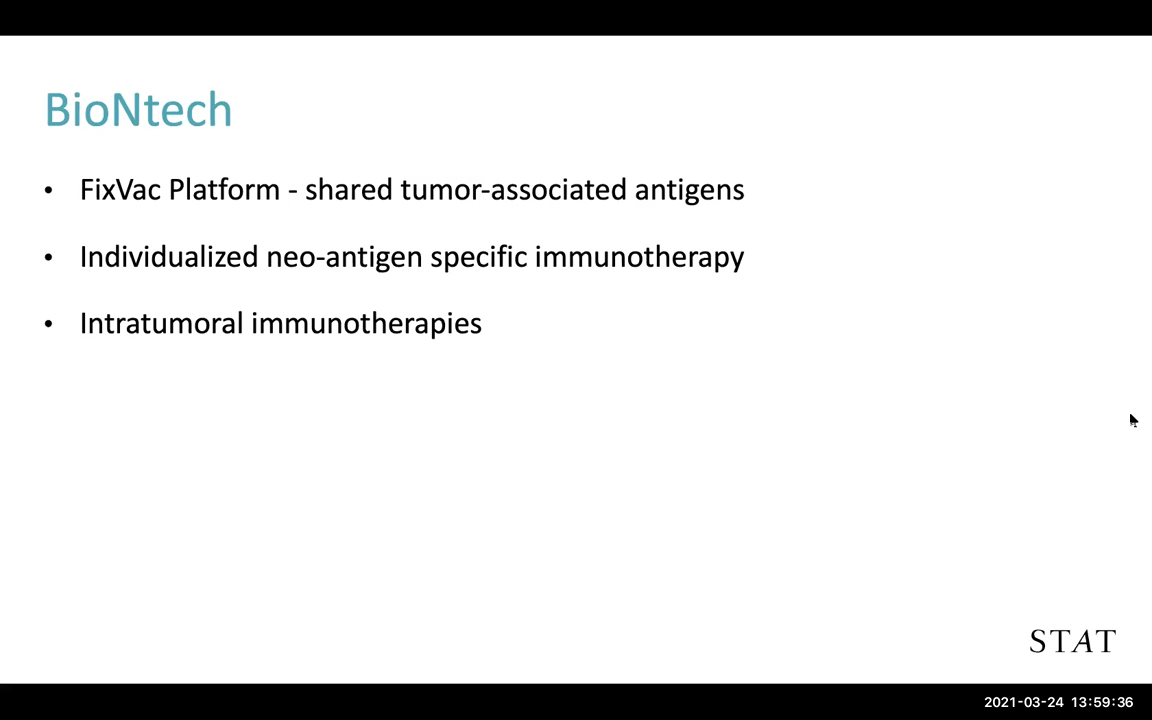 BioNtech
• FixVac Platform - shared tumor-associated antigens
• Individualized neo-antigen specific immunotherapy
• Intratumoral immunotherapies
STAT
2021-03-24 13:59:36